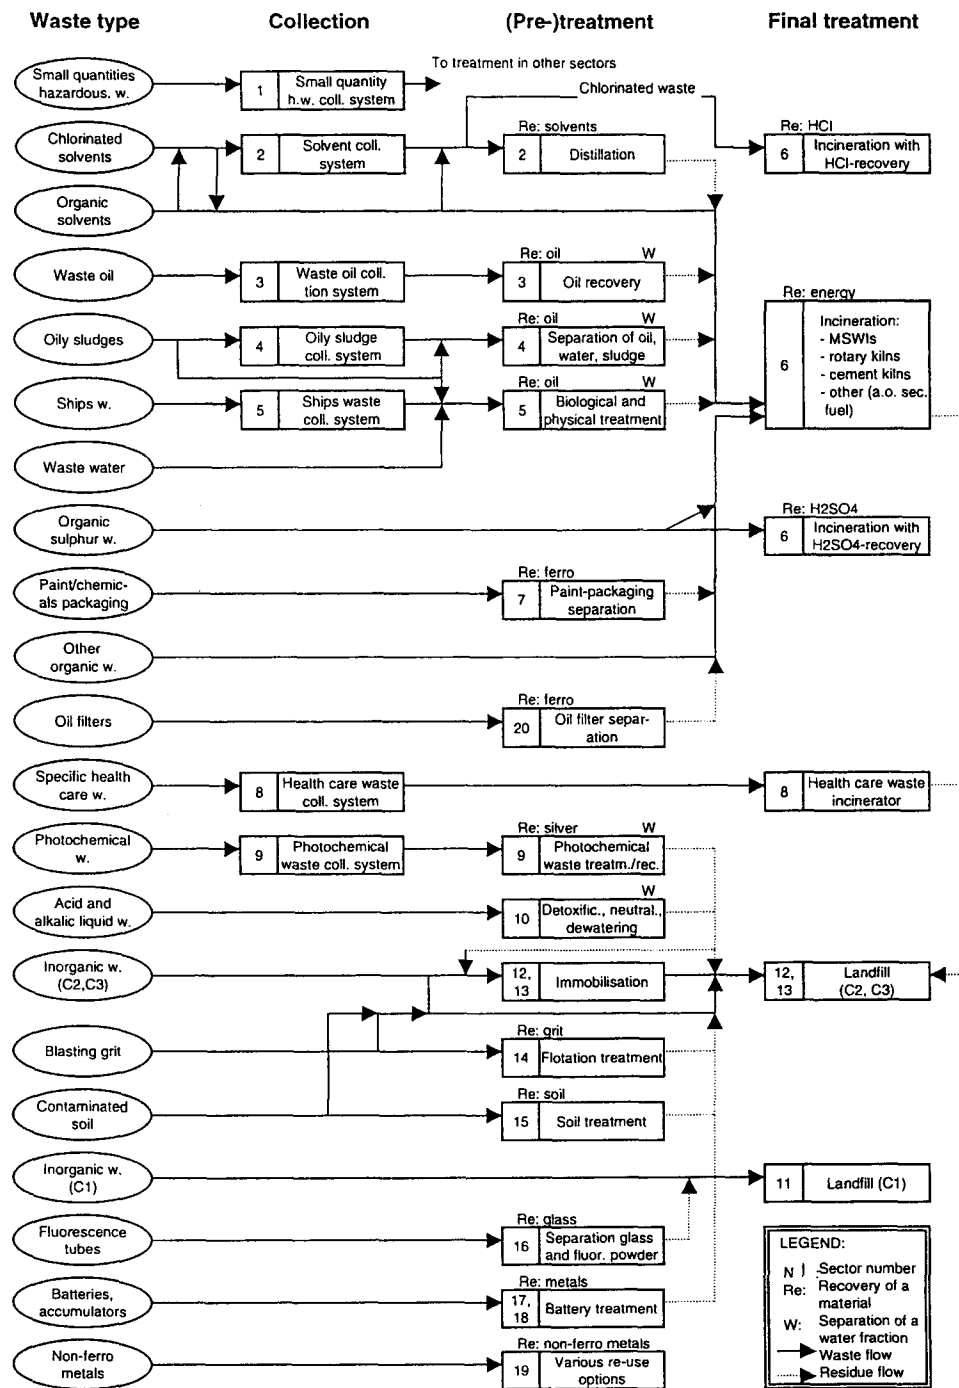 Waste type
Collection
(Pre-)treatment
Final treatment
To treatment in other sectors
Small quantities
hazardous. w.
1
Small quantity
h.w. coll. system
Chlorinated waste
Chlorinated
solvents
2
Solvent coll.
system
Re: solvents
2
Distillation
Re: HCl
6
Incineration with
HCl-recovery
Organic
solvents
Waste oil
3
Waste oil coll.
tion system
Re: oil
W
3
Oil recovery
Re: energy
6
Incineration:
- MSWIs
- rotary kilns
- cement kilns
- other (a.o. sec.
fuel)
Oily sludges
4
Oily sludge
coll. system
Re: oil
W
4
Separation of oil,
water, sludge
Ships w.
5
Ships waste
coll. system
Re: oil
W
5
Biological and
physical treatment
Waste water
Organic
sulphur w.
Re: H2SO4
6
Incineration with
H2SO4-recovery
Paint/chemic-
als packaging
Re: ferro
7
Paint-packaging
separation
Other
organic w.
Oil filters
Re: ferro
20
Oil filter separ-
ation
Specific health
care w.
8
Health care waste
coll. system
8
Health care waste
incinerator
Photochemical
w.
9
Photochemical
waste coll. system
Re: silver
W
9
Photochemical
waste treatm./rec.
Acid and
alkalic liquid w.
W
10
Detoxific., neutral.,
dewatering
Inorganic w.
(C2,C3)
12,
13
Immobilisation
12,
13
Landfill
(C2, C3)
Blasting grit
Re: grit
14
Flotation treatment
Contaminated
soil
Re: soil
15
Soil treatment
Inorganic w.
(C1)
11
Landfill (C1)
Fluorescence
tubes
Re: glass
16
Separation glass
and fluor. powder
Batteries,
accumulators
Re: metals
17,
18
Battery treatment
Non-ferro
metals
Re: non-ferro metals
19
Various re-use
options
LEGEND:
N
Sector number
Re:
Recovery of a
material
W:
Separation of a
water fraction
Waste flow
Residue flow